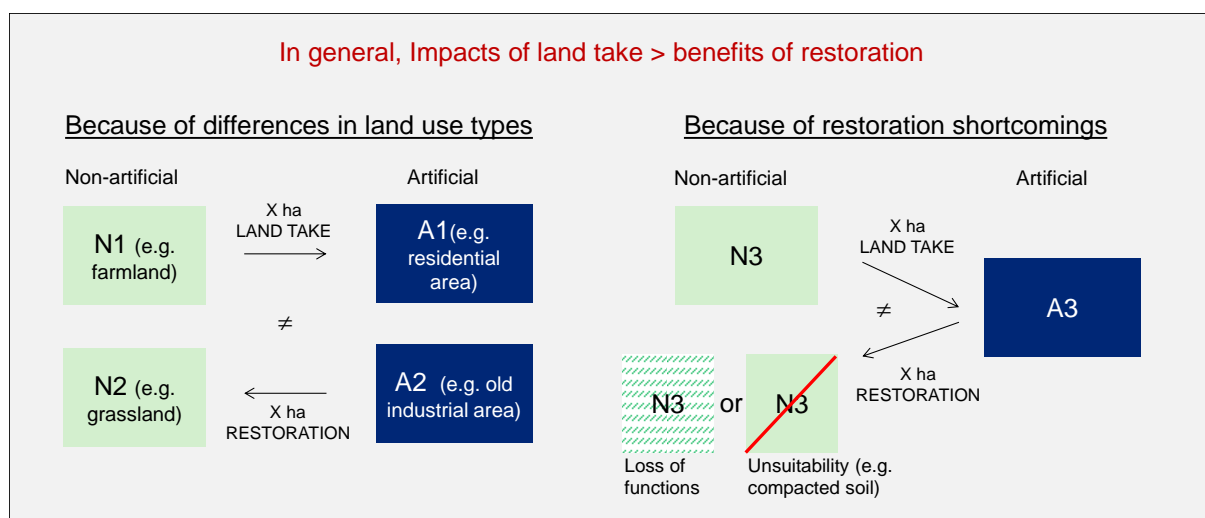 In general, Impacts of land take > benefits of restoration
Because of differences in land use types
Non-artificial
Artificial
N1 (e.g.
farmland)
X ha
LAND TAKE
A1(e.g.
residential
area)
≠
N2 (e.g.
grassland)
X ha
RESTORATION
A2 (e.g. old
industrial area)
Because of restoration shortcomings
Non-artificial
Artificial
N3
X ha
LAND TAKE
≠
A3
X ha
RESTORATION
N3 or N3
Loss of
functions
Unsuitability (e.g.
compacted soil)